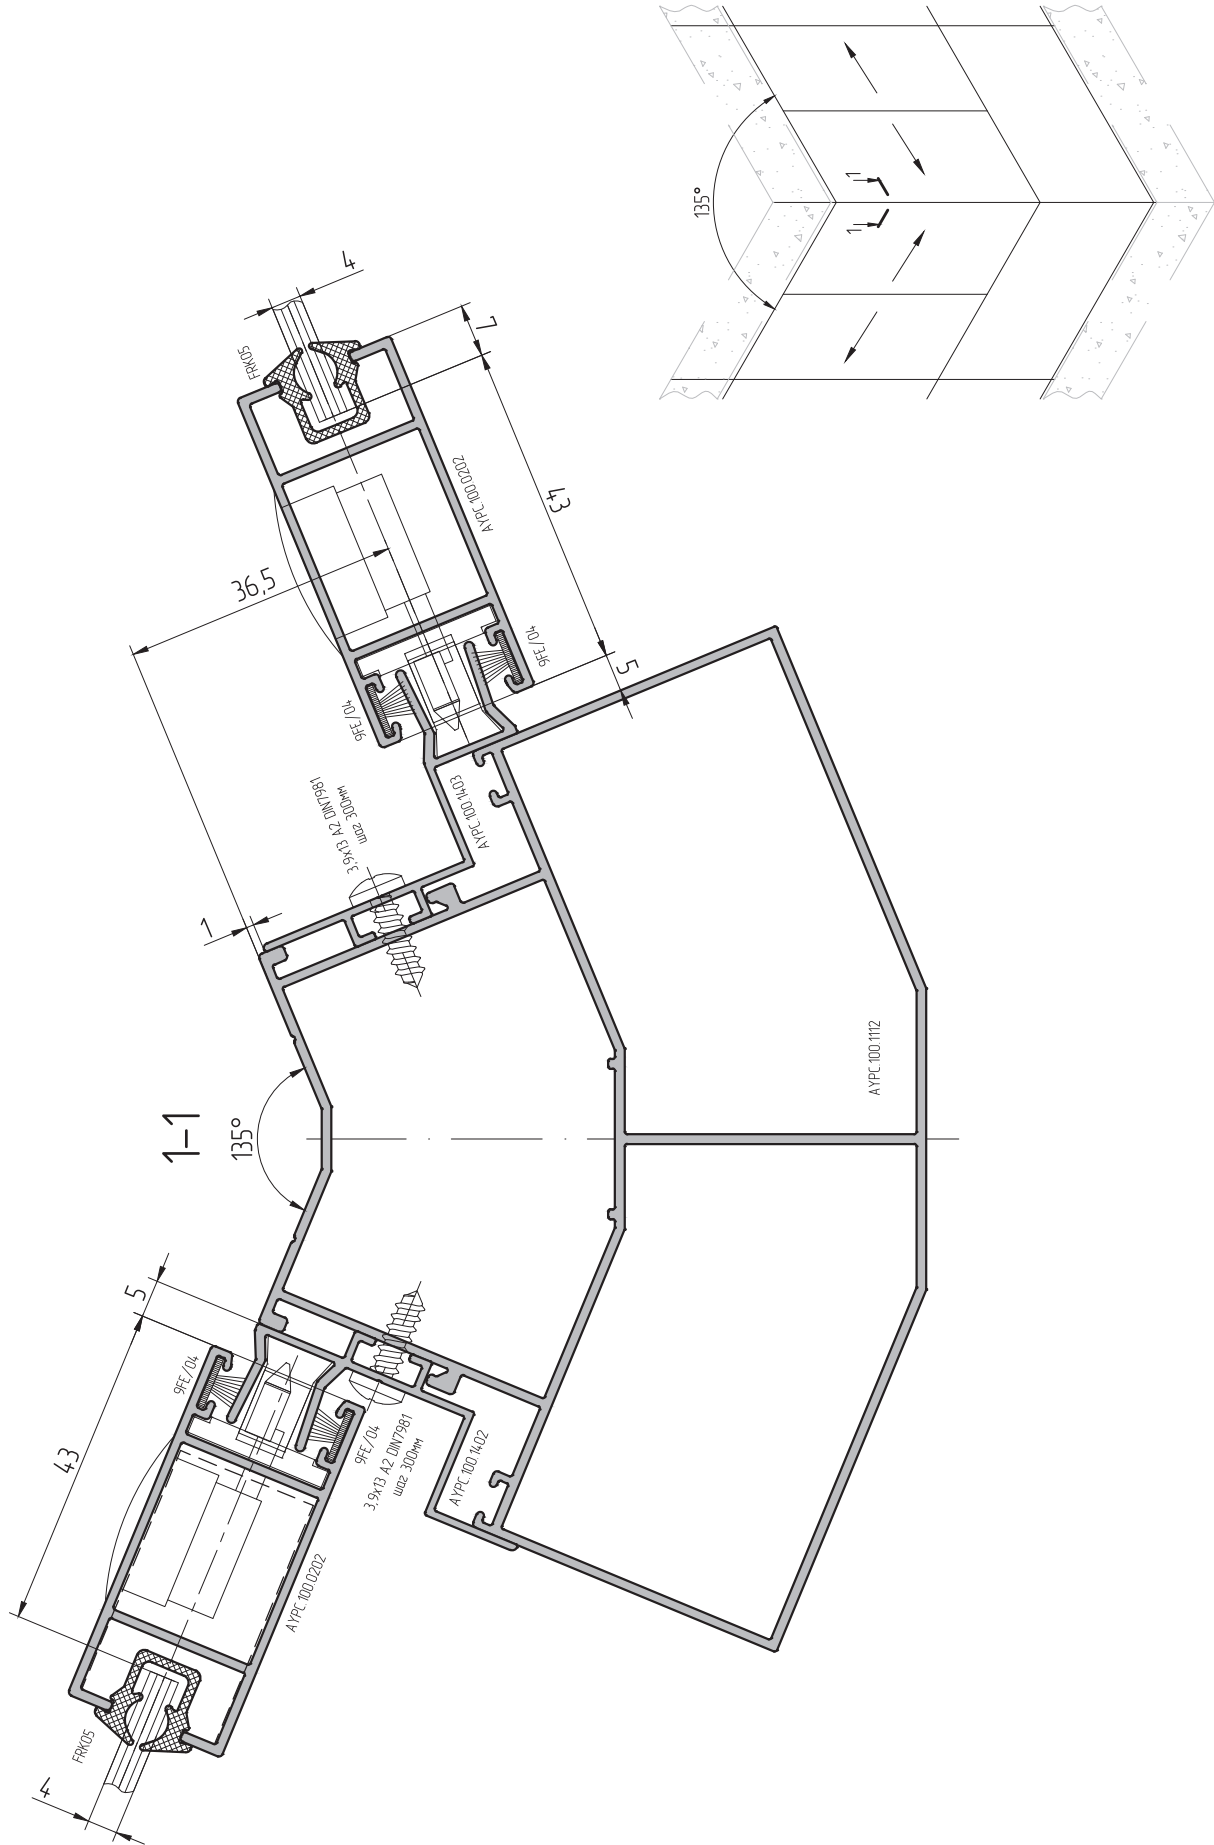 135°
1
1
4
FRK05
7
43
AYPC.100.0202
36,5
9FE/04
9FE/04
5
3,9x13 A2 DIN7981
шаг 300мм
AYPC.100.1403
1
1-1
135°
AYPC.100.1112
5
43
9FE/04
9FE/04
3,9x13 A2 DIN7981
шаг 300мм
AYPC.100.1402
AYPC.100.0202
FRK05
4